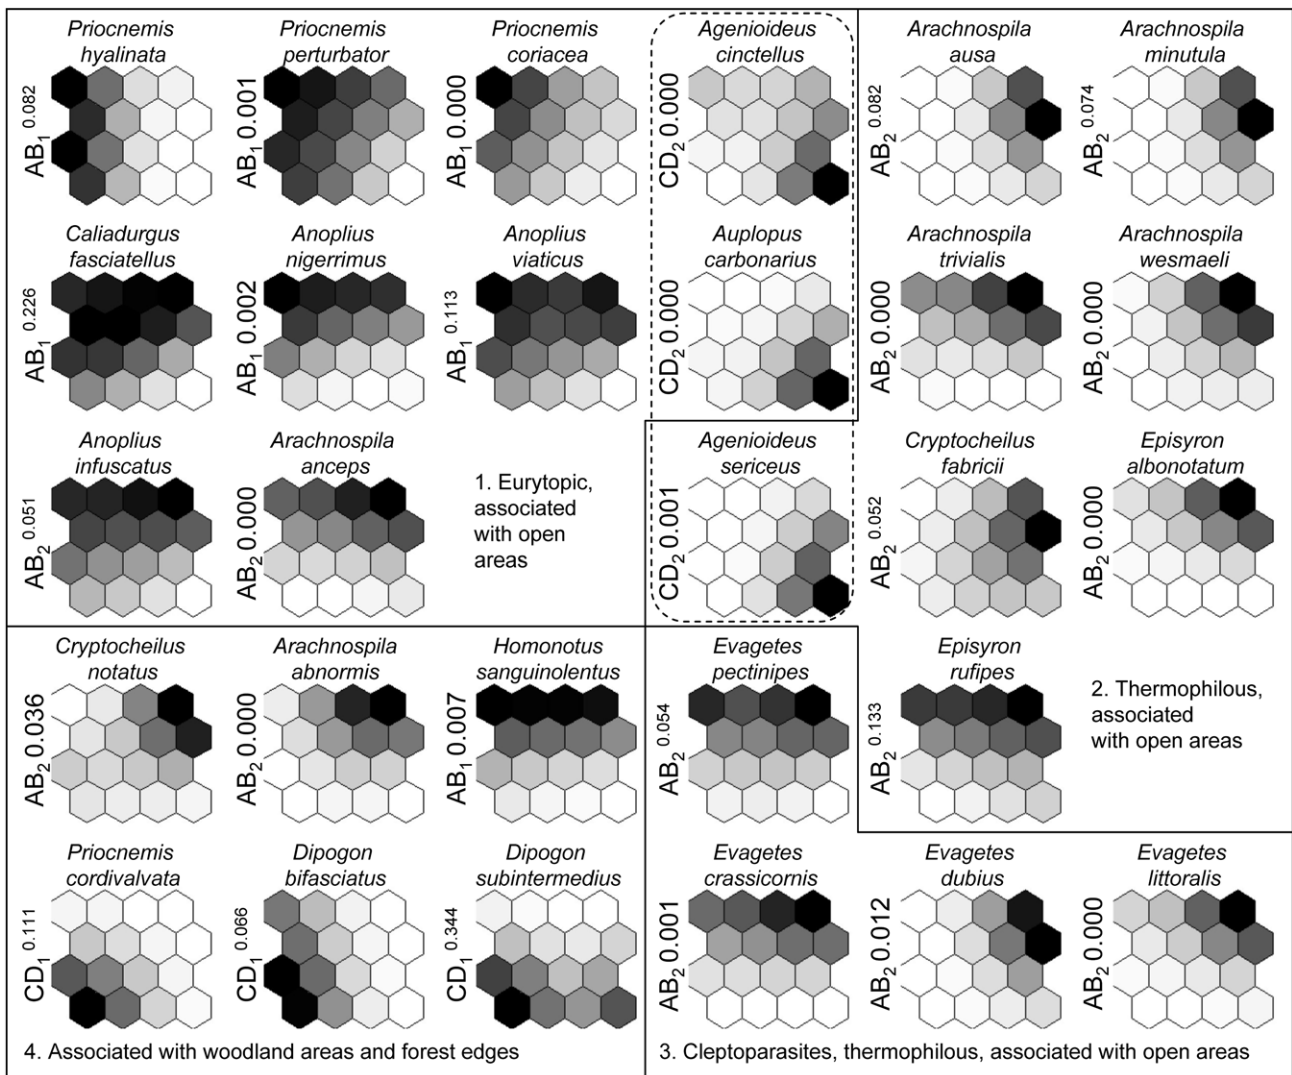 Priocnemis
hyalinata
AB1 0.082
Priocnemis
perturbator
AB1 0.001
Priocnemis
coriacea
AB1 0.000
Agenioideus
cinctellus
CD2 0.000
Arachnospila
ausa
AB2 0.082
Arachnospila
minutula
AB2 0.074
Caliadurgus
fasciatellus
AB1 0.226
Anoplius
nigerrimus
AB1 0.002
Anoplius
viaticus
AB1 0.113
Auplopus
carbonarius
CD2 0.000
Arachnospila
trivialis
AB2 0.000
Arachnospila
wesmaeli
AB2 0.000
Anoplius
infuscatus
AB2 0.051
Arachnospila
anceps
AB2 0.000
1. Eurytopic,
associated
with open
areas
Agenioideus
sericeus
CD2 0.001
Cryptocheilus
fabricii
AB2 0.052
Episyron
albonotatum
AB2 0.000
Cryptocheilus
notatus
AB2 0.036
Arachnospila
abnormis
AB2 0.000
Homonotus
sanguinolentus
AB1 0.007
Evagetes
pectinipes
AB2 0.054
Episyron
rufipes
AB2 0.133
2. Thermophilous,
associated
with open areas
Priocnemis
cordivalvata
CD1 0.111
Dipogon
bifasciatus
CD1 0.066
Dipogon
subintermedius
CD1 0.344
Evagetes
crassicornis
AB2 0.001
Evagetes
dubius
AB2 0.012
Evagetes
littoralis
AB2 0.000
4. Associated with woodland areas and forest edges
3. Cleptoparasites, thermophilous, associated with open areas